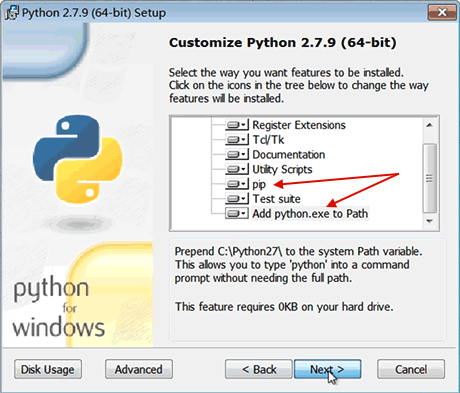 Python 2.7.9 (64-bit) Setup
Customize Python 2.7.9 (64-bit)
Select the way you want features to be installed.
Click on the icons in the tree below to change the way
features will be installed.
Register Extensions
Tcl/Tk
Documentation
Utility Scripts
pip
Test suite
Add python.exe to Path
Prepend C:\Python27\ to the system Path variable.
This allows you to type 'python' into a command
prompt without needing the full path.
This feature requires 0KB on your hard drive.
python
for
windows
Disk Usage
Advanced
< Back
Next >
Cancel